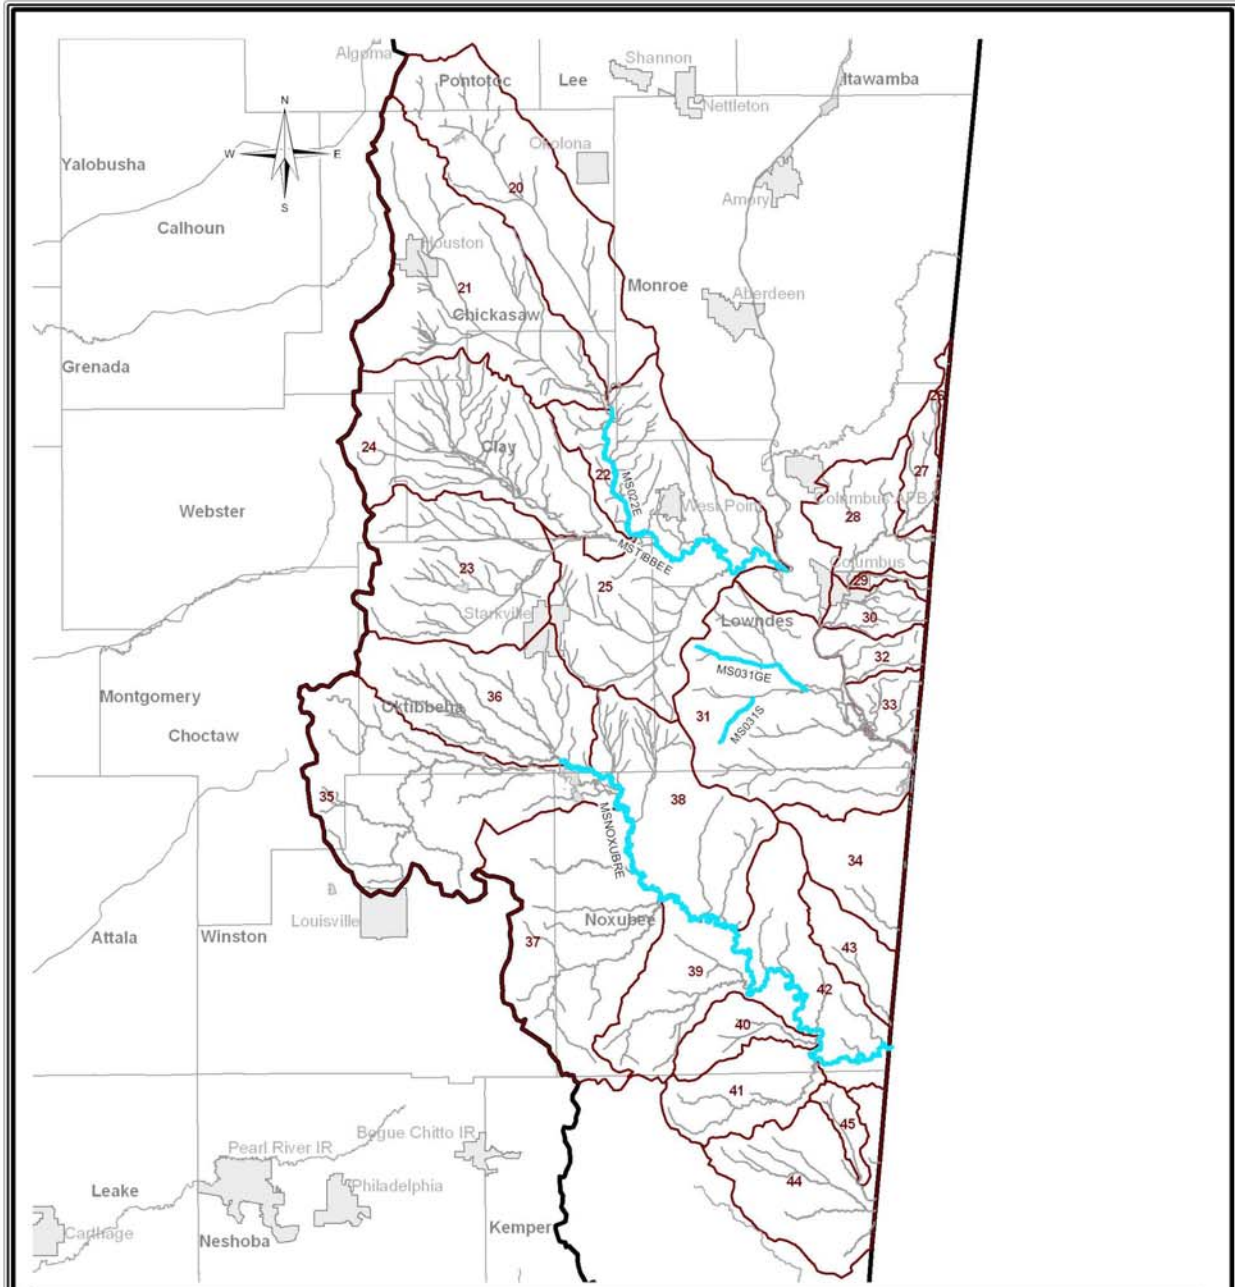 Algoma
Pontotoc
Lee
Shannon
Itawamba
Nettleton
N
W
E
S
Yalobusha
Okolona
20
Amory
Calhoun
Houston
21
Monroe
Aberdeen
Chickasaw
Grenada
26
24
Clay
22
MS022E
27
West Point
Columbus AFB
28
Webster
MSTIBBEE
23
25
Columbus
29
Starkville
30
Lowndes
32
MS031GE
Montgomery
36
Oktibbeha
31
MS031S
33
Choctaw
35
38
MSNOXUBRE
34
Louisville
Noxubee
Attala
Winston
37
43
39
42
40
41
45
Bogue Chitto IR
Pearl River IR
44
Leake
Philadelphia
Carthage
Neshoba
Kemper